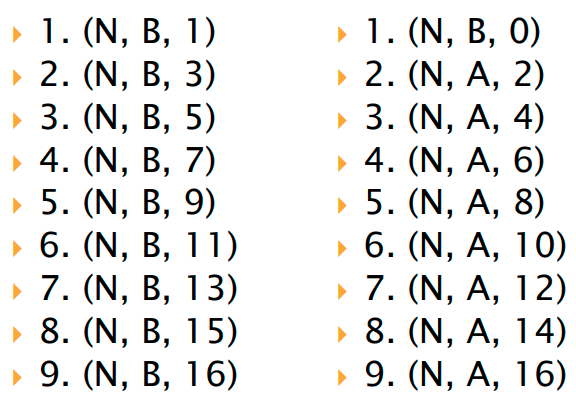 1. (N, B, 1)
2. (N, B, 3)
3. (N, B, 5)
4. (N, B, 7)
5. (N, B, 9)
6. (N, B, 11)
7. (N, B, 13)
8. (N, B, 15)
9. (N, B, 16)
1. (N, B, 0)
2. (N, A, 2)
3. (N, A, 4)
4. (N, A, 6)
5. (N, A, 8)
6. (N, A, 10)
7. (N, A, 12)
8. (N, A, 14)
9. (N, A, 16)